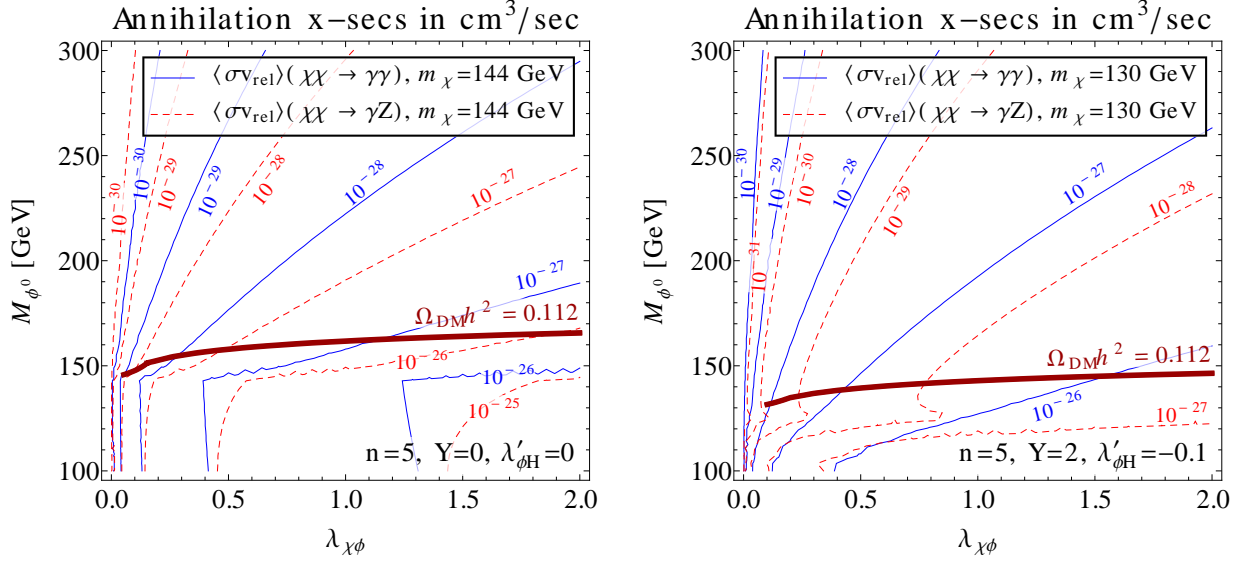 Annihilation x-secs in cm³/sec
300
250
200
150
100
M_ϕ⁰ [GeV]
⟨σv_rel⟩(χχ → γγ), m_χ=144 GeV
⟨σv_rel⟩(χχ → γZ), m_χ=144 GeV
10⁻³⁰
10⁻³⁰
10⁻²⁹
10⁻²⁹
10⁻²⁸
10⁻²⁸
10⁻²⁷
10⁻²⁷
Ω_DM h² = 0.112
10⁻²⁶
10⁻²⁶
10⁻²⁵
n=5, Y=0, λ′_ϕH=0
0.0 0.5 1.0 1.5 2.0
λ_χϕ
Annihilation x-secs in cm³/sec
300
250
200
150
100
M_ϕ⁰ [GeV]
⟨σv_rel⟩(χχ → γγ), m_χ=130 GeV
⟨σv_rel⟩(χχ → γZ), m_χ=130 GeV
10⁻³⁰
10⁻²⁹
10⁻³⁰
10⁻²⁸
10⁻²⁹
10⁻²⁷
10⁻²⁸
10⁻³¹
Ω_DM h² = 0.112
10⁻²⁶
10⁻²⁷
n=5, Y=2, λ′_ϕH=−0.1
0.0 0.5 1.0 1.5 2.0
λ_χϕ